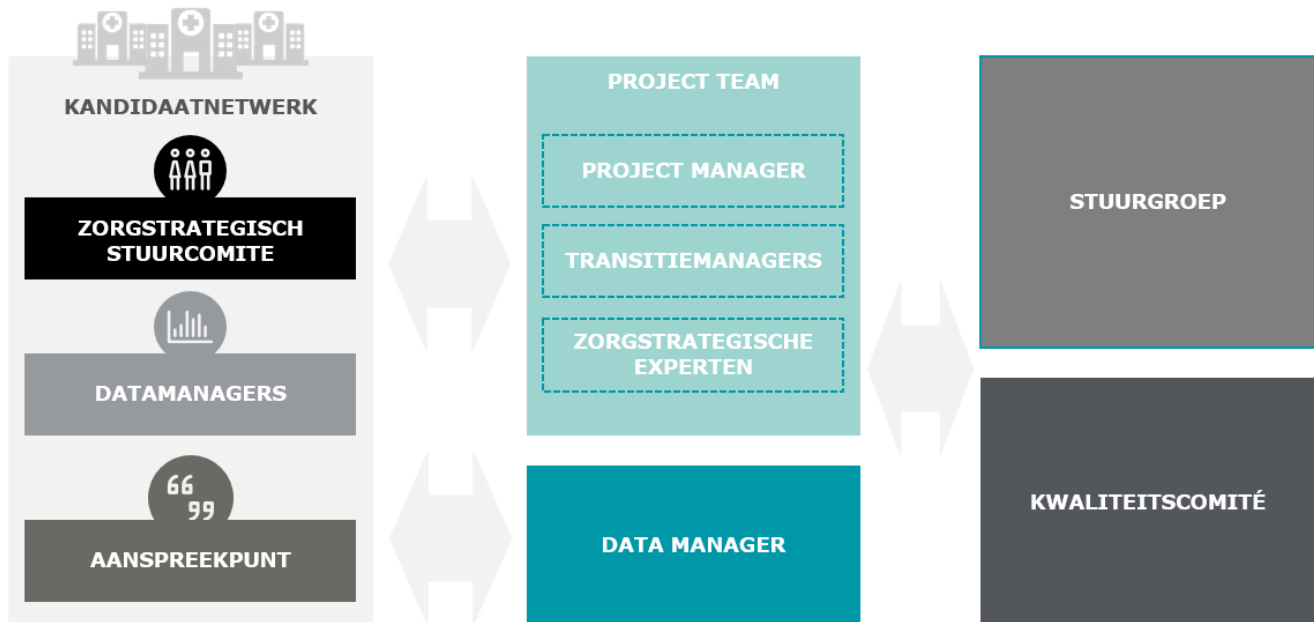 KANDIDAATNETWERK
ZORGSTRATEGISCH
STUURCOMITE
DATAMANAGERS
66
99
AANSPREEKPUNT
PROJECT TEAM
PROJECT MANAGER
TRANSITIEMANAGERS
ZORGSTRATEGISCHE
EXPERTEN
DATA MANAGER
STUURGROEP
KWALITEITSCOMITÉ